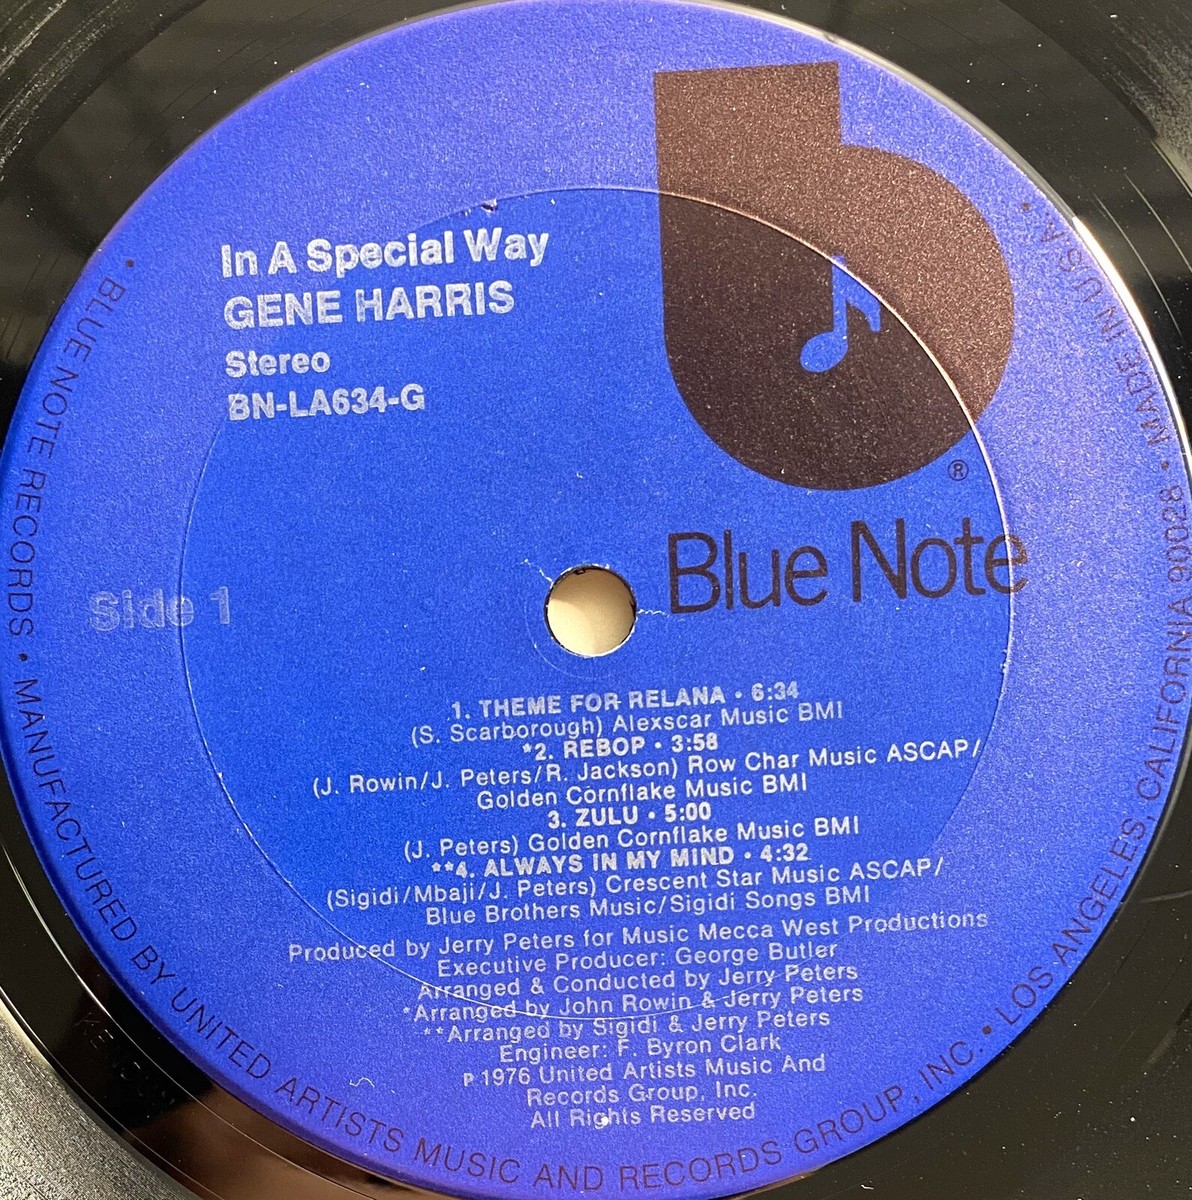 In A Special Way
GENE HARRIS
Stereo
BN-LA634-G
®
Blue Note
Side 1
1. THEME FOR RELANA • 6:34
(S. Scarborough) Alexscar Music BMI
*2. REBOP • 3:58
(J. Rowin/J. Peters/R. Jackson) Row Char Music ASCAP/
Golden Cornflake Music BMI
3. ZULU • 5:00
(J. Peters) Golden Cornflake Music BMI
**4. ALWAYS IN MY MIND • 4:32
(Sigidi/Mbaji/J. Peters) Crescent Star Music ASCAP/
Blue Brothers Music/Sigidi Songs BMI
Produced by Jerry Peters for Music Mecca West Productions
Executive Producer: George Butler
Arranged & Conducted by Jerry Peters
*Arranged by John Rowin & Jerry Peters
**Arranged by Sigidi & Jerry Peters
Engineer: F. Byron Clark
℗ 1976 United Artists Music And
Records Group, Inc.
All Rights Reserved
• BLUE NOTE RECORDS • MANUFACTURED BY UNITED ARTISTS MUSIC AND RECORDS GROUP, INC. • LOS ANGELES, CALIFORNIA 90028 • MADE IN U.S.A. •